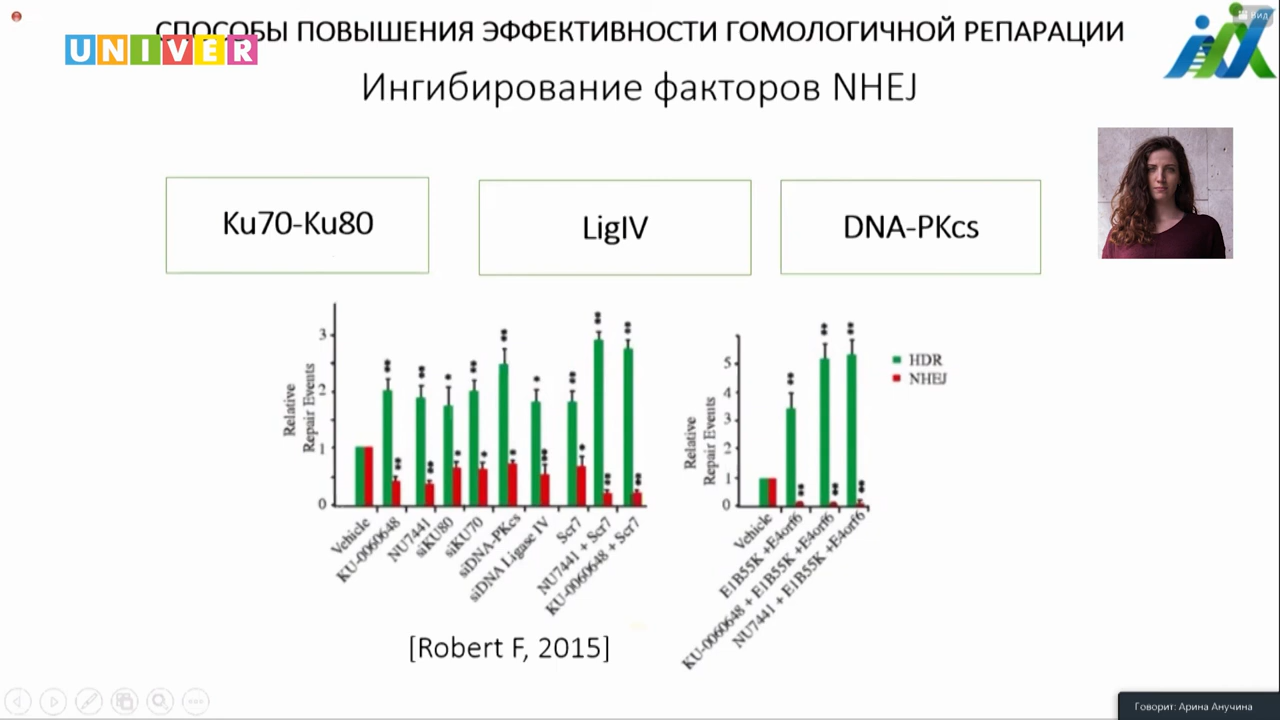 СПОСОБЫ ПОВЫШЕНИЯ ЭФФЕКТИВНОСТИ ГОМОЛОГИЧНОЙ РЕПАРАЦИИ
Вид
UNIVER
Ингибирование факторов NHEJ
Ku70-Ku80
LigIV
DNA-PKcs
Relative
Repair Events
3
2
1
0
Vehicle
KU-0060648
NU7441
siKU80
siKU70
siDNA-PKcs
siDNA Ligase IV
Scr7
NU7441 + Scr7
KU-0060648 + Scr7
Relative
Repair Events
5
4
3
2
1
0
Vehicle
E1B55K +E4orf6
KU-0060648 + E1B55K +E4orf6
NU7441 + E1B55K +E4orf6
HDR
NHEJ
[Robert F, 2015]
Говорит: Арина Анучина